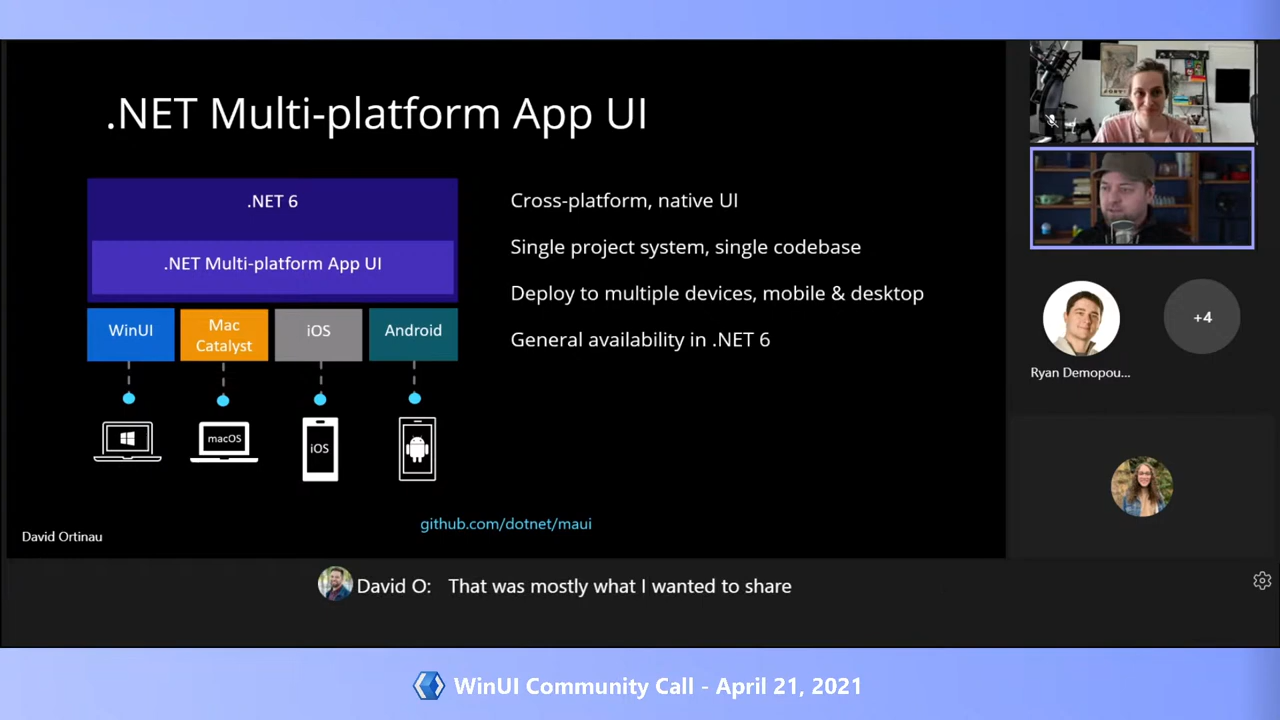 .NET Multi-platform App UI
.NET 6
.NET Multi-platform App UI
WinUI
Mac
Catalyst
iOS
Android
macOS
iOS
Cross-platform, native UI
Single project system, single codebase
Deploy to multiple devices, mobile & desktop
General availability in .NET 6
github.com/dotnet/maui
David Ortinau
+4
Ryan Demopou...
David O: That was mostly what I wanted to share
WinUI Community Call - April 21, 2021